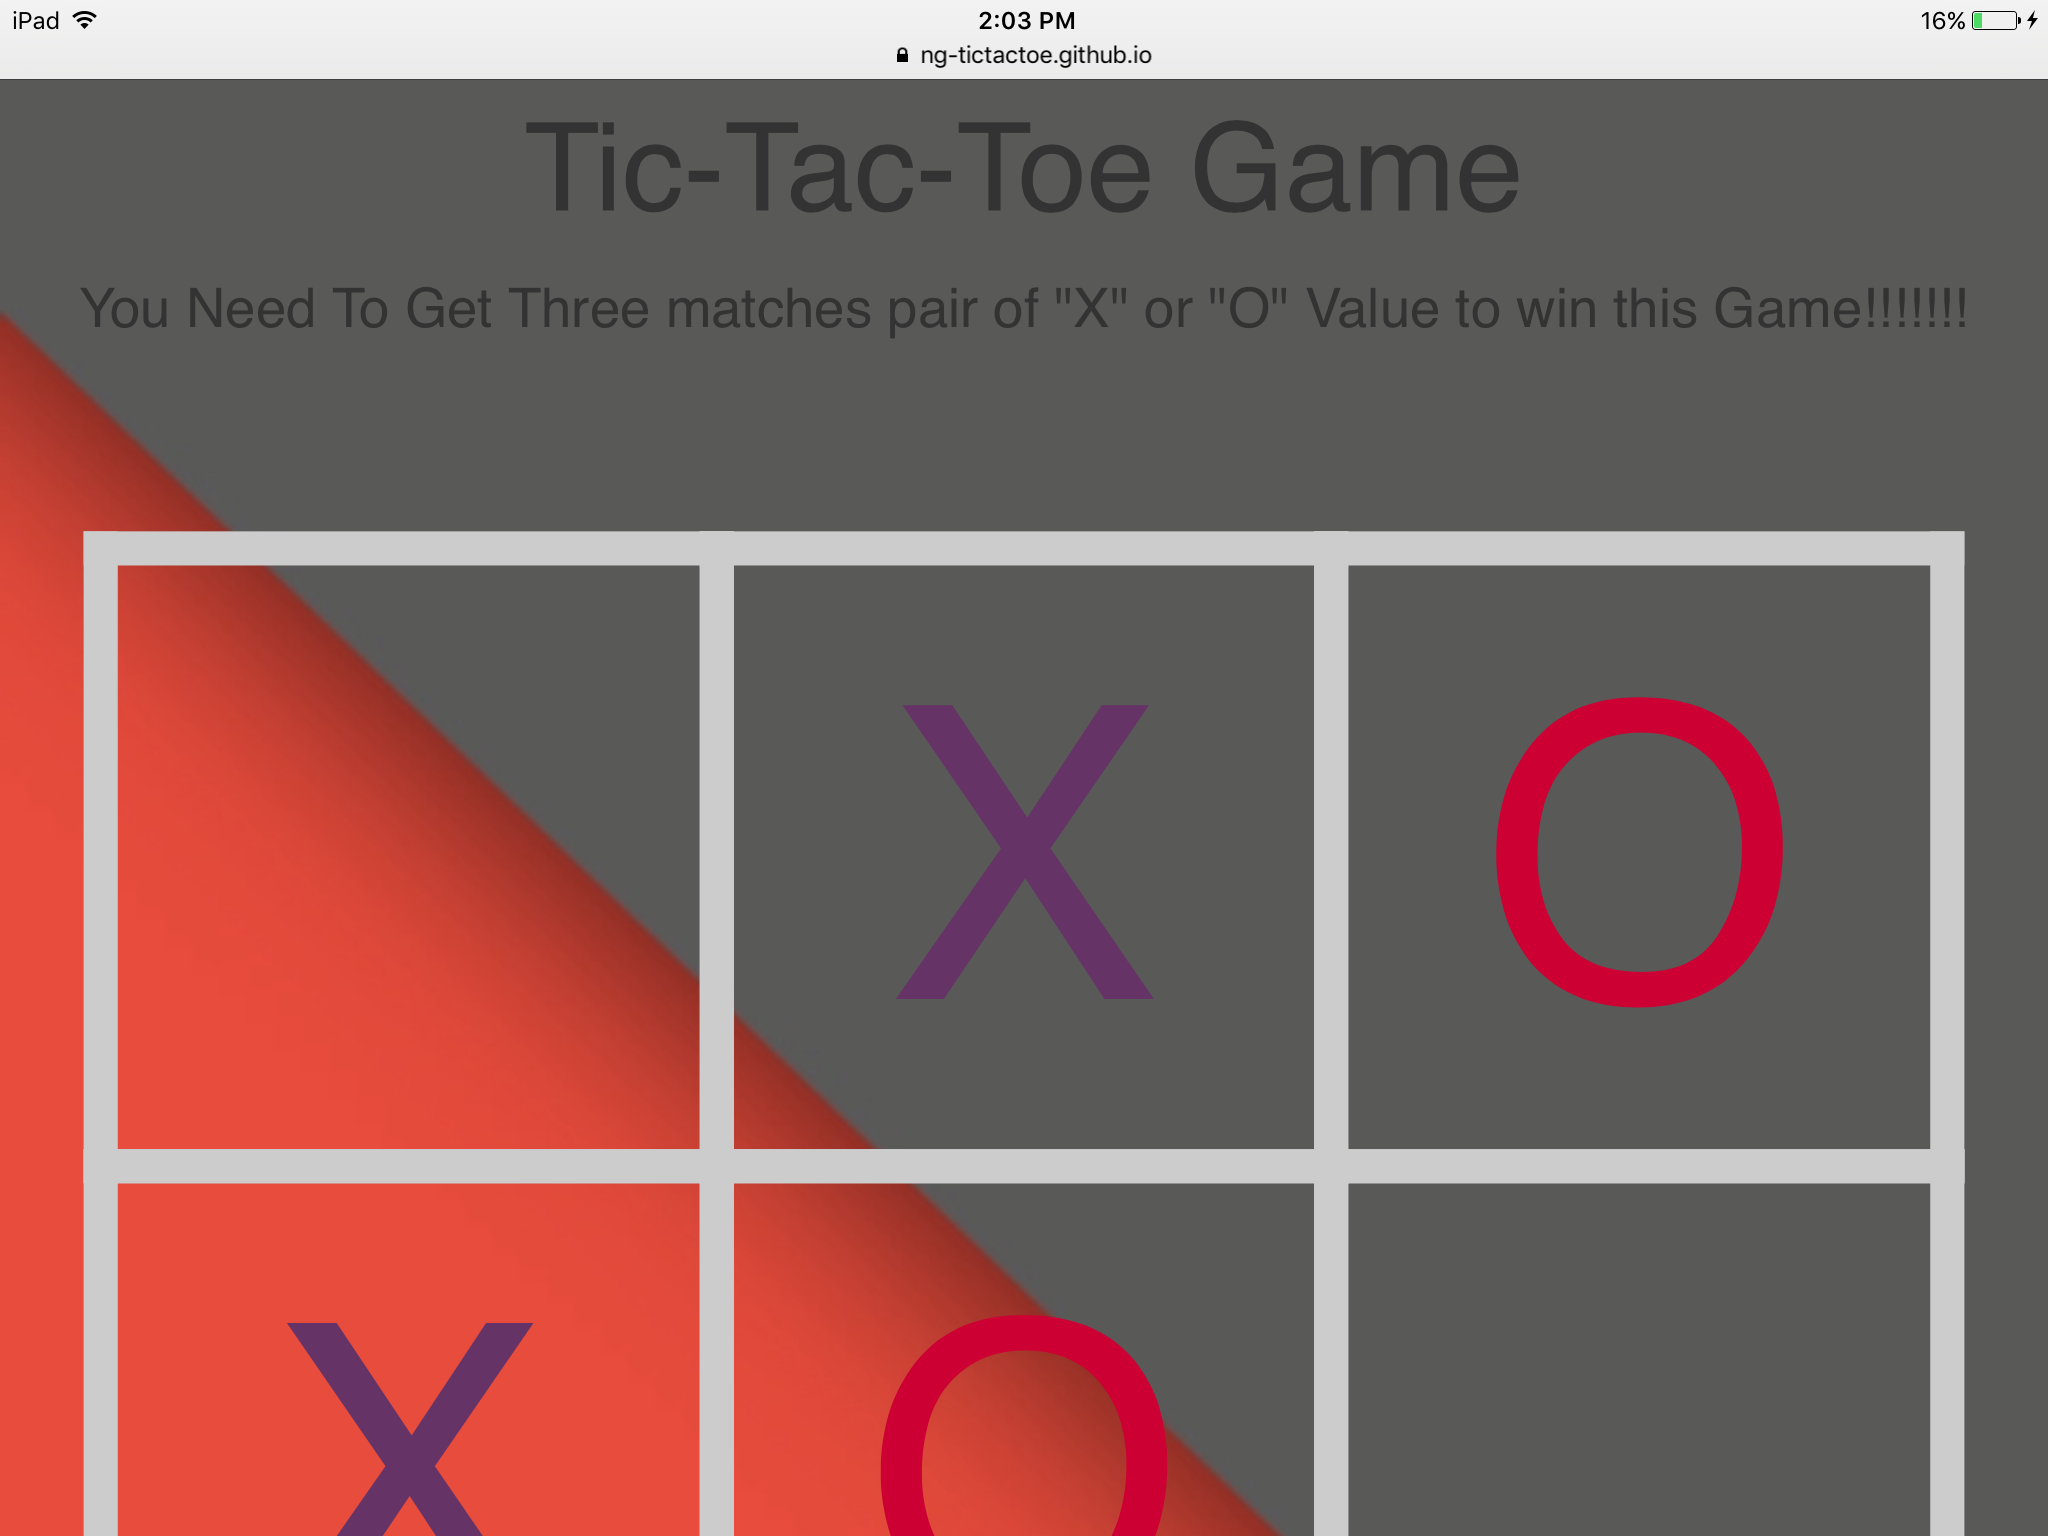 iPad 2:03 PM 16%
ng-tictactoe.github.io
Tic-Tac-Toe Game
You Need To Get Three matches pair of "X" or "O" Value to win this Game!!!!!!!
X O
X O